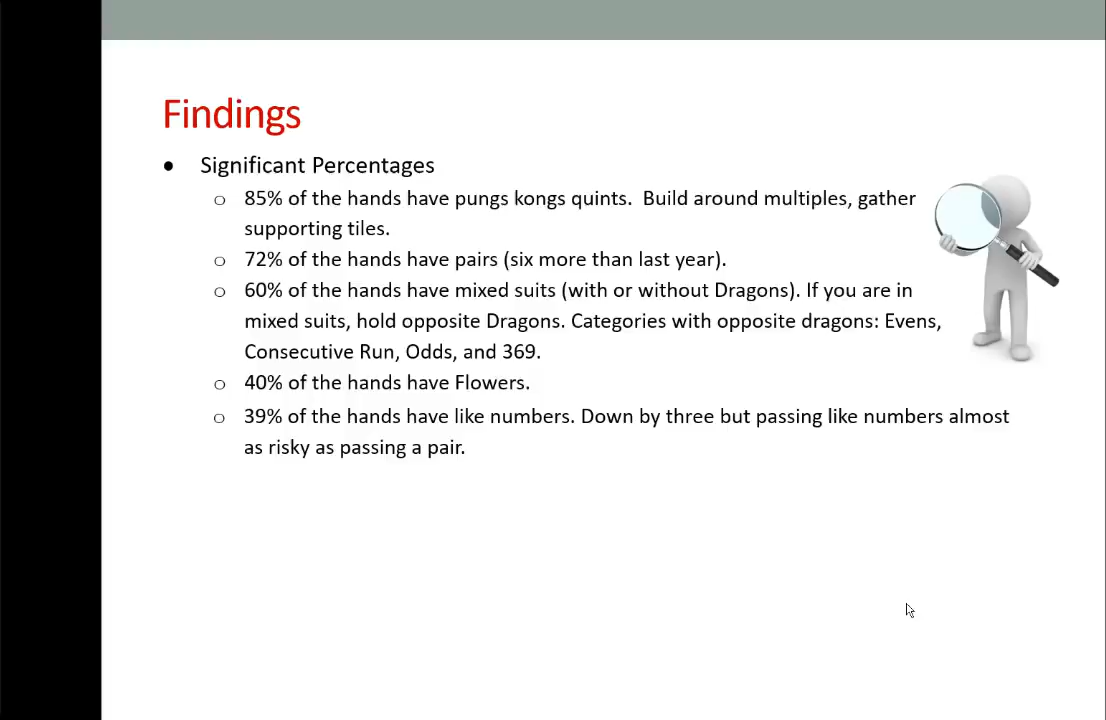 Findings
• Significant Percentages
o 85% of the hands have pungs kongs quints.  Build around multiples, gather
supporting tiles.
o 72% of the hands have pairs (six more than last year).
o 60% of the hands have mixed suits (with or without Dragons). If you are in
mixed suits, hold opposite Dragons. Categories with opposite dragons: Evens,
Consecutive Run, Odds, and 369.
o 40% of the hands have Flowers.
o 39% of the hands have like numbers. Down by three but passing like numbers almost
as risky as passing a pair.